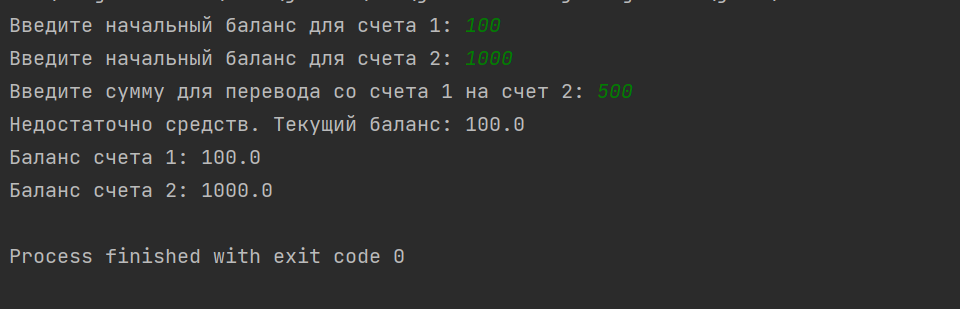 Введите начальный баланс для счета 1: 100
Введите начальный баланс для счета 2: 1000
Введите сумму для перевода со счета 1 на счет 2: 500
Недостаточно средств. Текущий баланс: 100.0
Баланс счета 1: 100.0
Баланс счета 2: 1000.0
Process finished with exit code 0